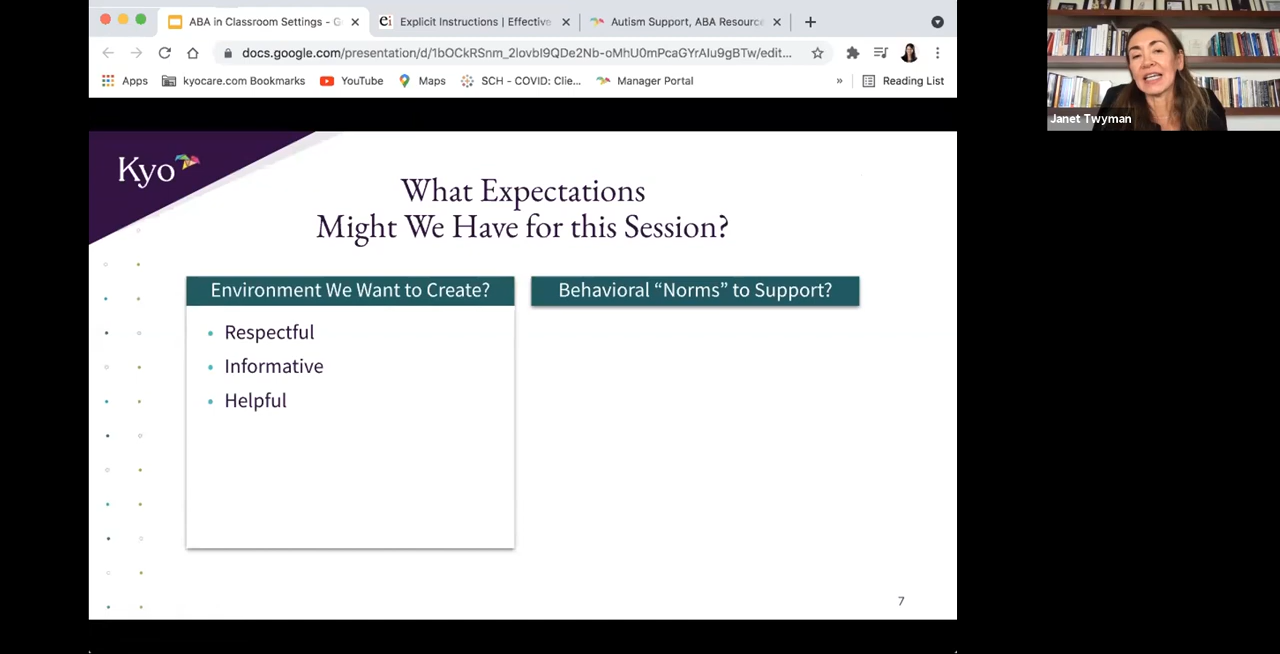 ABA in Classroom Settings - G
Explicit Instructions | Effective
Autism Support, ABA Resourc
docs.google.com/presentation/d/1bOCkRSnm_2lovbI9QDe2Nb-oMhU0mPcaGYrAIu9gBTw/edit...
Apps
kyocare.com Bookmarks
YouTube
Maps
SCH - COVID: Clie...
Manager Portal
»
Reading List
Janet Twyman
Kyo
What Expectations
Might We Have for this Session?
Environment We Want to Create?
• Respectful
• Informative
• Helpful
Behavioral “Norms” to Support?
7